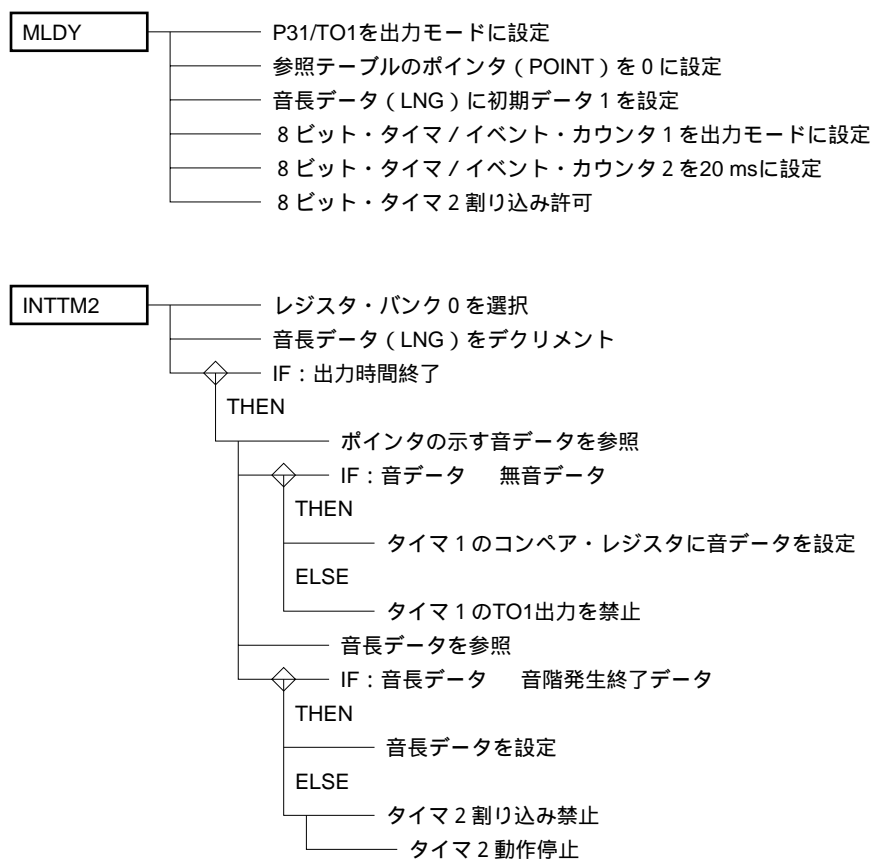 MLDY
P31/TO1を出力モードに設定
参照テーブルのポインタ（POINT）を0に設定
音長データ（LNG）に初期データ1を設定
8ビット・タイマ／イベント・カウンタ1を出力モードに設定
8ビット・タイマ／イベント・カウンタ2を20 msに設定
8ビット・タイマ2割り込み許可
INTTM2
レジスタ・バンク0を選択
音長データ（LNG）をデクリメント
IF：出力時間終了
THEN
ポインタの示す音データを参照
IF：音データ　無音データ
THEN
タイマ1のコンペア・レジスタに音データを設定
ELSE
タイマ1のTO1出力を禁止
音長データを参照
IF：音長データ　音階発生終了データ
THEN
音長データを設定
ELSE
タイマ2割り込み禁止
タイマ2動作停止